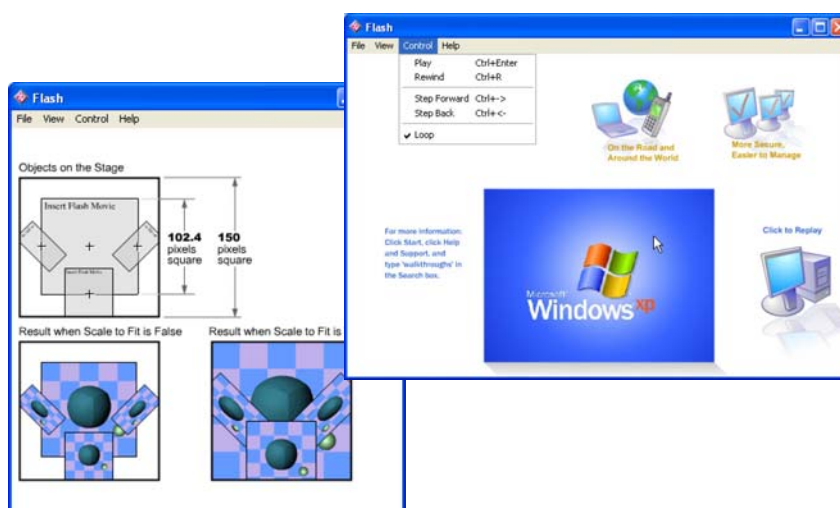 Flash
File View Control Help
Play Ctrl+Enter
Rewind Ctrl+R
Step Forward Ctrl+->
Step Back Ctrl+<-
Loop
On the Road and
Around the World
More Secure,
Easier to Manage
For more information:
Click Start, click Help
and Support, and
type 'walkthroughs' in
the Search box.
Microsoft
Windows xp
Click to Replay
Flash
File View Control Help
Objects on the Stage
Insert Flash Movie
102.4
pixels
square
150
pixels
square
Result when Scale to Fit is False
Result when Scale to Fit is